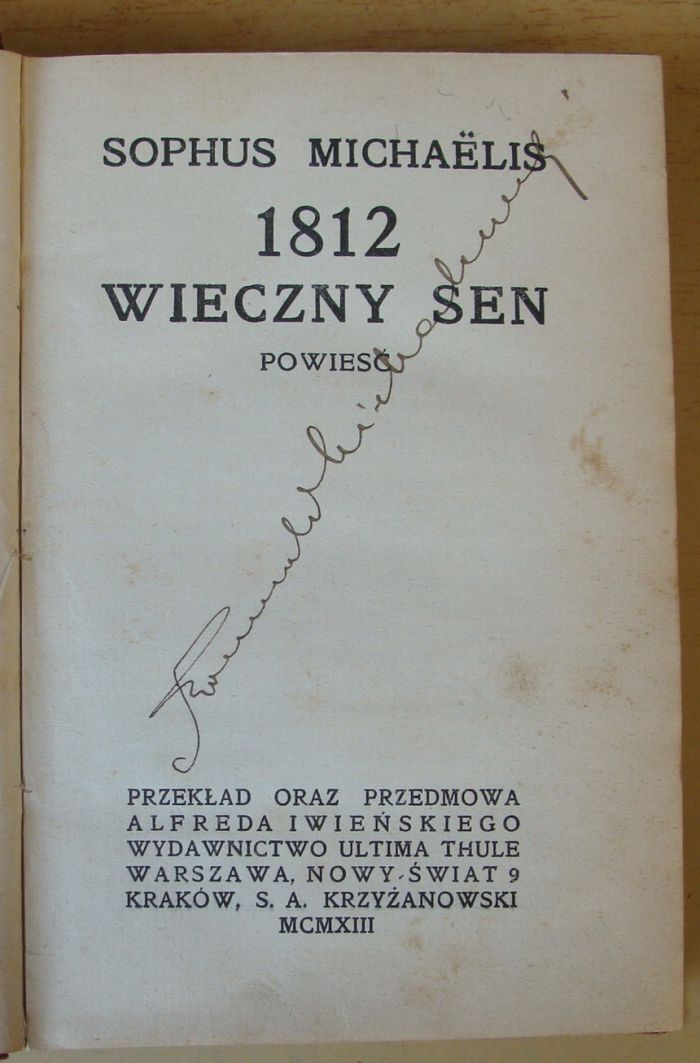 SOPHUS MICHAËLIS
1812
WIECZNY SEN
POWIEŚĆ
PRZEKŁAD ORAZ PRZEDMOWA
ALFREDA IWIEŃSKIEGO
WYDAWNICTWO ULTIMA THULE
WARSZAWA, NOWY-ŚWIAT 9
KRAKÓW, S. A. KRZYŻANOWSKI
MCMXIII